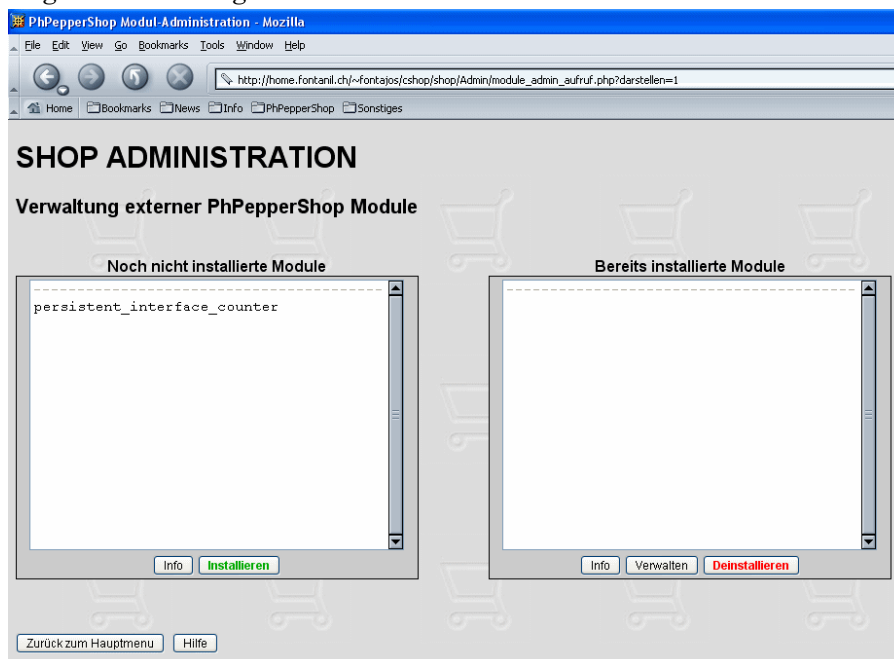 PhPepperShop Modul-Administration - Mozilla
File Edit View Go Bookmarks Tools Window Help
http://home.fontanil.ch/~fontajos/cshop/shop/Admin/module_admin_aufruf.php?darstellen=1
Home Bookmarks News Info PhPepperShop Sonstiges
SHOP ADMINISTRATION
Verwaltung externer PhPepperShop Module
Noch nicht installierte Module
persistent_interface_counter
Info Installieren
Bereits installierte Module
Info Verwalten Deinstallieren
Zurück zum Hauptmenu Hilfe